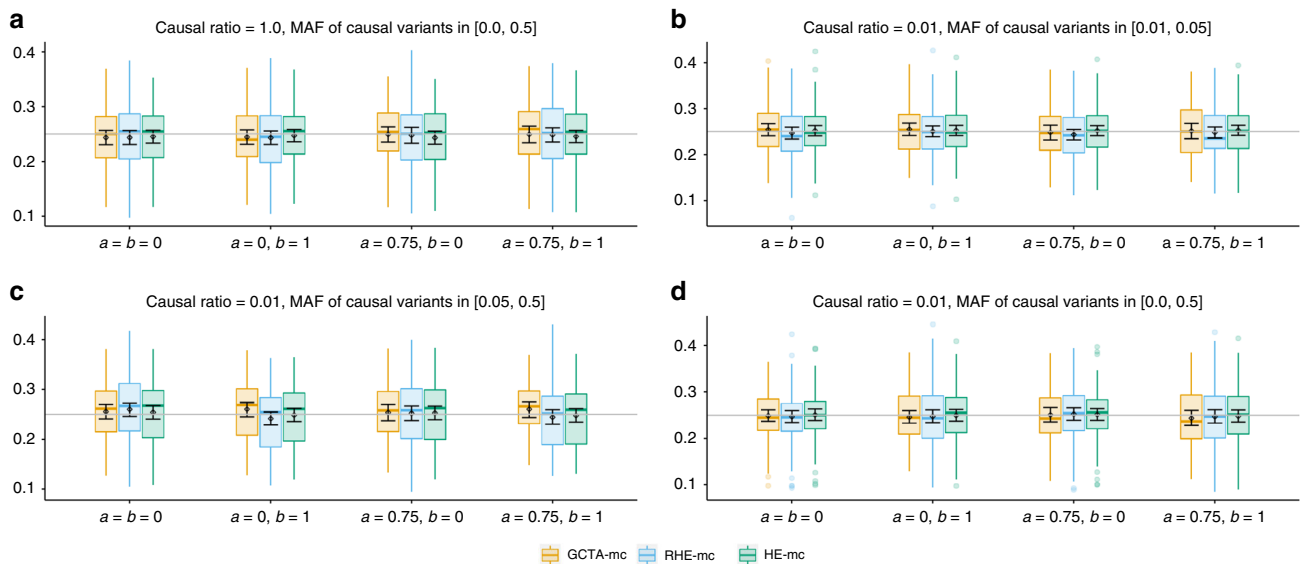 a
Causal ratio = 1.0, MAF of causal variants in [0.0, 0.5]
0.4
0.3
0.2
0.1
a = b = 0
a = 0, b = 1
a = 0.75, b = 0
a = 0.75, b = 1
b
Causal ratio = 0.01, MAF of causal variants in [0.01, 0.05]
0.4
0.3
0.2
0.1
a = b = 0
a = 0, b = 1
a = 0.75, b = 0
a = 0.75, b = 1
c
Causal ratio = 0.01, MAF of causal variants in [0.05, 0.5]
0.4
0.3
0.2
0.1
a = b = 0
a = 0, b = 1
a = 0.75, b = 0
a = 0.75, b = 1
d
Causal ratio = 0.01, MAF of causal variants in [0.0, 0.5]
0.4
0.3
0.2
0.1
a = b = 0
a = 0, b = 1
a = 0.75, b = 0
a = 0.75, b = 1
GCTA-mc
RHE-mc
HE-mc